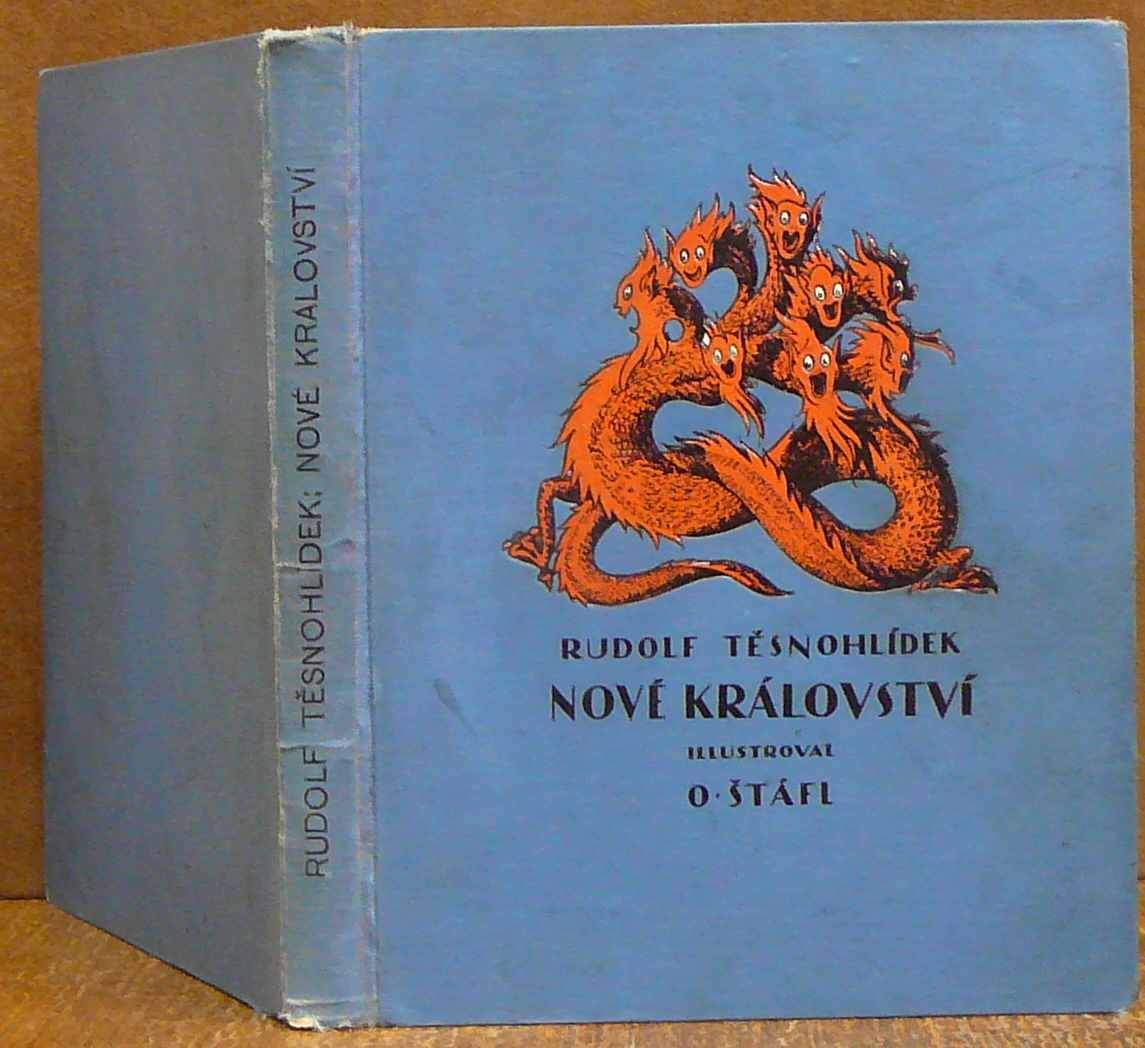 RUDOLF TĚSNOHLÍDEK: NOVÉ KRÁLOVSTVÍ
RUDOLF TĚSNOHLÍDEK
NOVÉ KRÁLOVSTVÍ
ILLUSTROVAL
O. ŠTÁFL